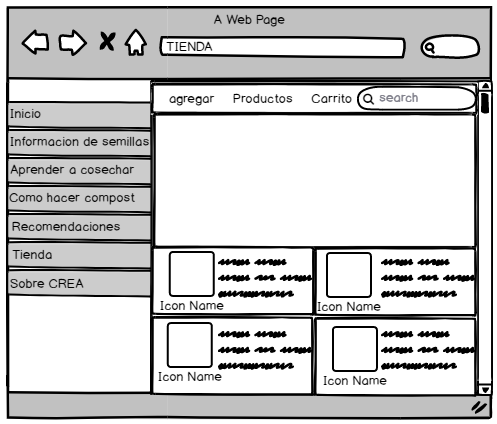 A Web Page
TIENDA
agregar Productos Carrito search
Inicio
Informacion de semillas
Aprender a cosechar
Como hacer compost
Recomendaciones
Tienda
Sobre CREA
Icon Name
Icon Name
Icon Name
Icon Name